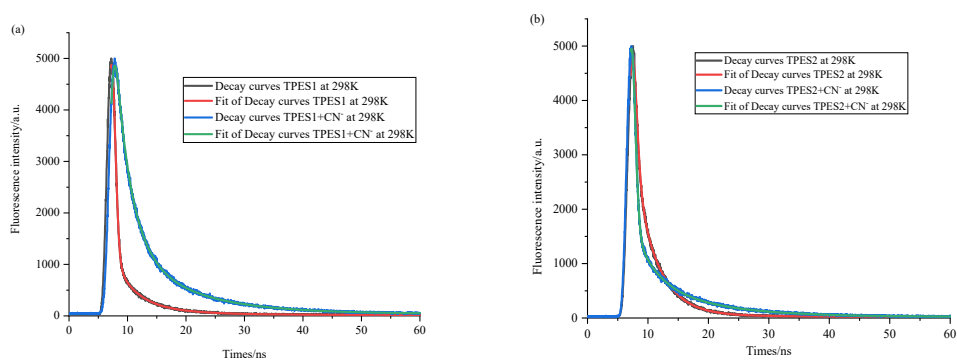 (a)
5000
4000
3000
2000
1000
0
0 10 20 30 40 50 60
Fluorescence intensity/a.u.
Times/ns
Decay curves TPES1 at 298K
Fit of Decay curves TPES1 at 298K
Decay curves TPES1+CN⁻ at 298K
Fit of Decay curves TPES1+CN⁻ at 298K
(b)
5000
4000
3000
2000
1000
0
0 10 20 30 40 50 60
Fluorescence intensity/a.u.
Times/ns
Decay curves TPES2 at 298K
Fit of Decay curves TPES2 at 298K
Decay curves TPES2+CN⁻ at 298K
Fit of Decay curves TPES2+CN⁻ at 298K